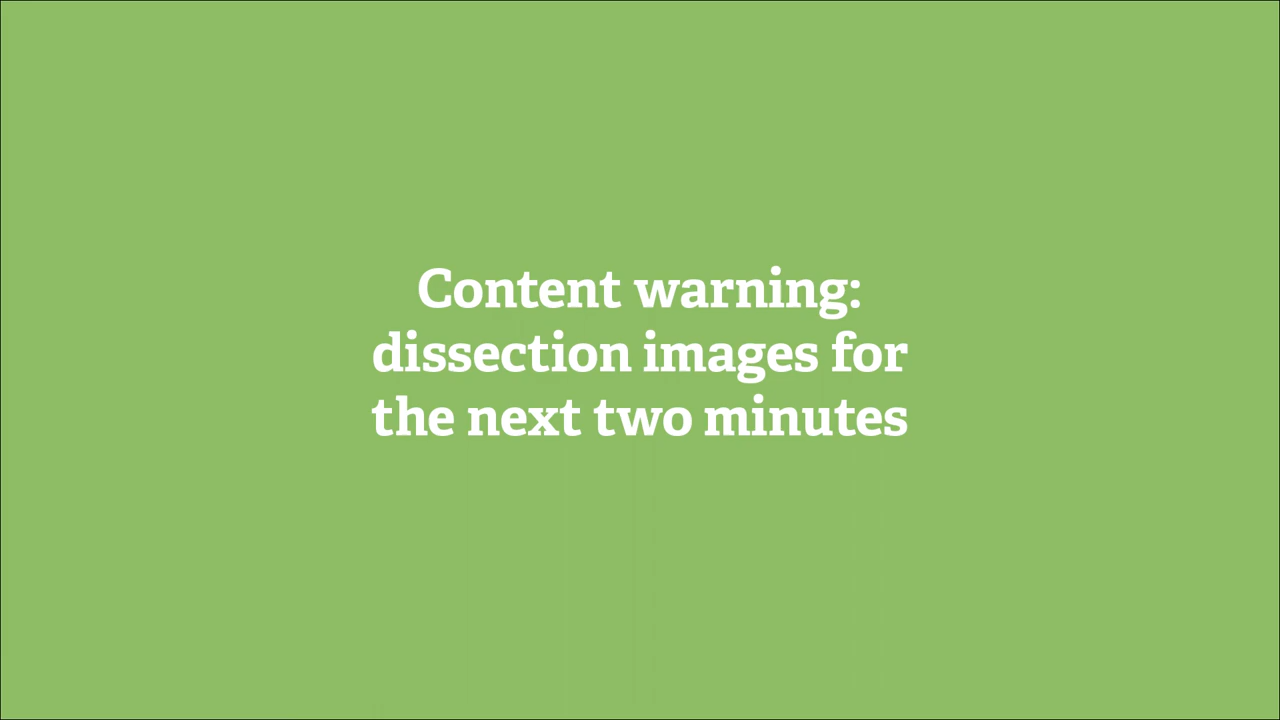 Content warning:
dissection images for
the next two minutes